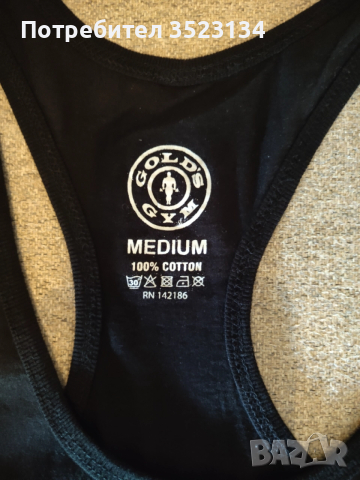 Потребител 3523134
GOLD'S
GYM
MEDIUM
100% COTTON
30
RN 142186
BAZAR